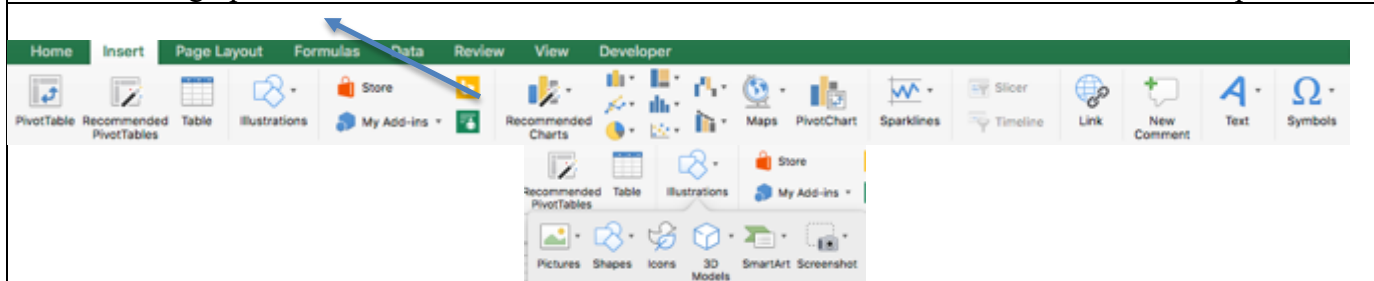 Home Insert Page Layout Formulas Data Review View Developer
Store
Slicer
My Add-ins
Timeline
PivotTable Recommended PivotTables Table Illustrations Recommended Charts Maps PivotChart Sparklines Link New Comment Text Symbols
Store
My Add-ins
Recommended PivotTables Table Illustrations
Pictures Shapes Icons 3D Models SmartArt Screenshot